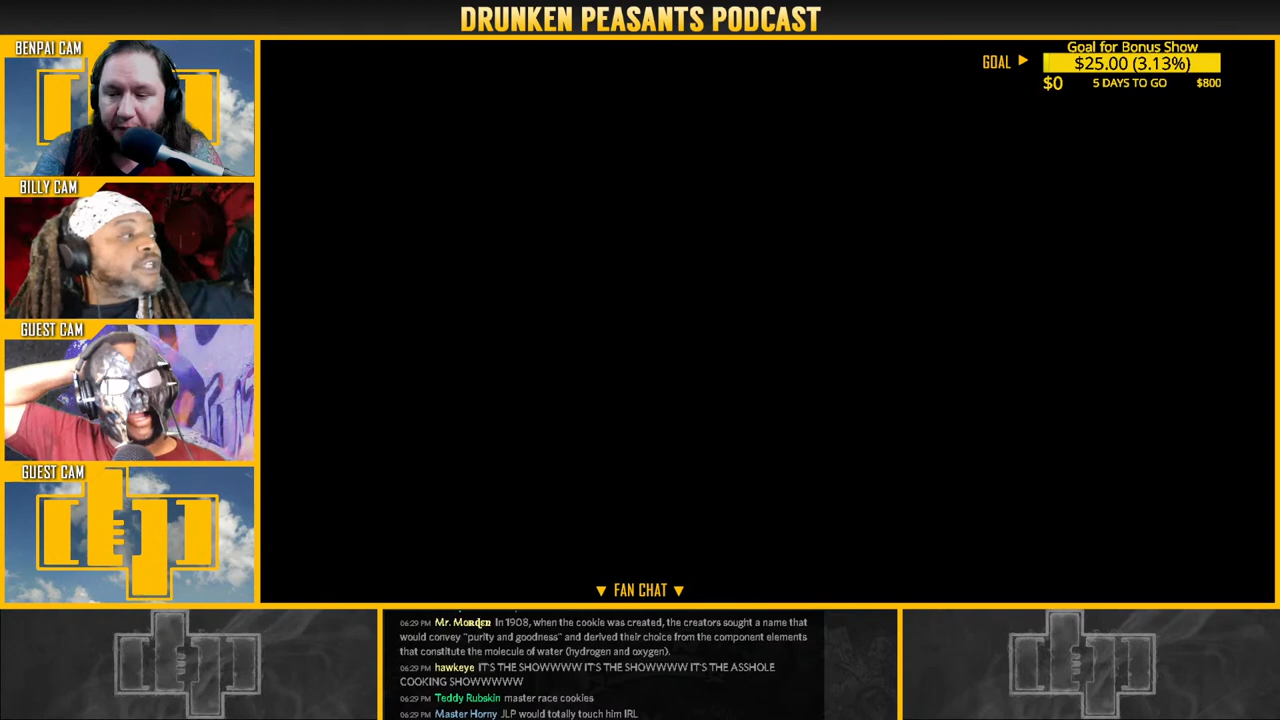 DRUNKEN PEASANTS PODCAST
BENPAI CAM
BILLY CAM
GUEST CAM
GUEST CAM
GOAL ▶
Goal for Bonus Show
$25.00 (3.13%)
$0 5 DAYS TO GO $800
▼ FAN CHAT ▼
06:29 PM Mr. In 1908, when the cookie was created, the creators sought a name that
would convey "purity and goodness" and derived their choice from the component elements
that constitute the molecule of water (hydrogen and oxygen).
06:29 PM hawkeye IT'S THE SHOWWWW IT'S THE SHOWWWW IT'S THE ASSHOLE
COOKING SHOWWWWW
06:29 PM Teddy Rubskin master race cookies
06:29 PM Master Horny JLP would totally touch him IRL